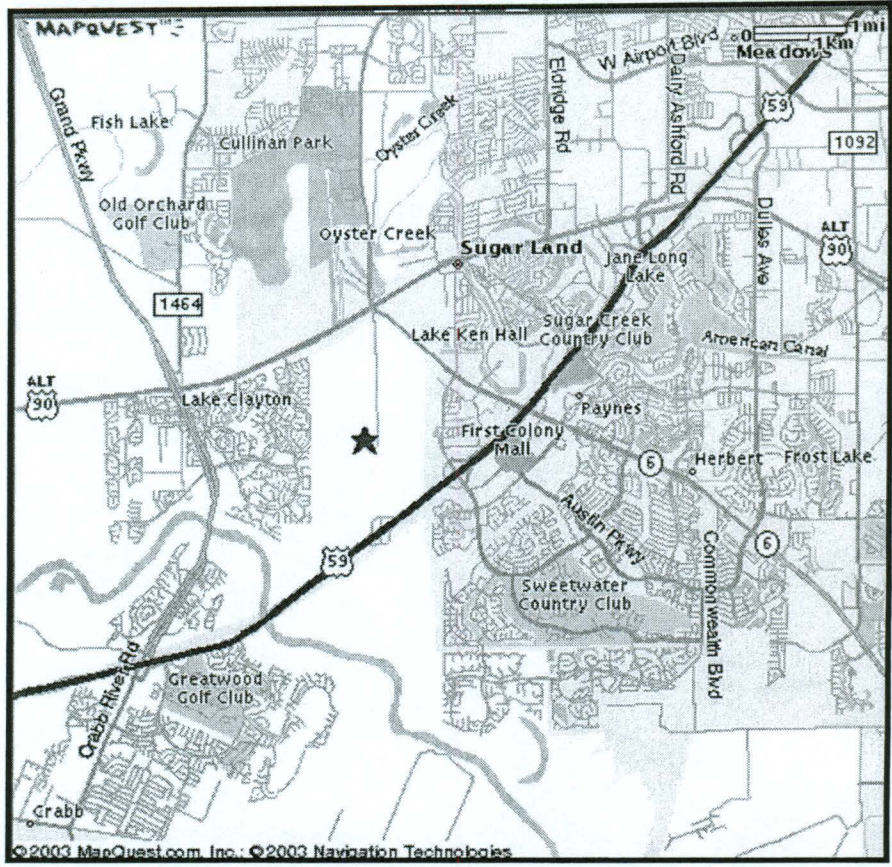 MAPQUEST
0 1mi
1km
W Airport Blvd
Meadows
Eldridge Rd
Dairy Ashford Rd
59
1092
Grand Pkwy
Fish Lake
Cullinan Park
Oyster Creek
Old Orchard
Golf Club
Oyster Creek
Sugar Land
Jane Long
Lake
Dulles Ave
ALT
90
1464
Lake Ken Hall
Sugar Creek
Country Club
American Canal
ALT
90
Lake Clayton
Paynes
First Colony
Mall
6
Herbert
Frost Lake
Austin Pkwy
59
6
Sweetwater
Country Club
Commonwealth Blvd
Greatwood
Golf Club
Crabb River Rd
Crabb
©2003 MapQuest.com, Inc.; ©2003 Navigation Technologies